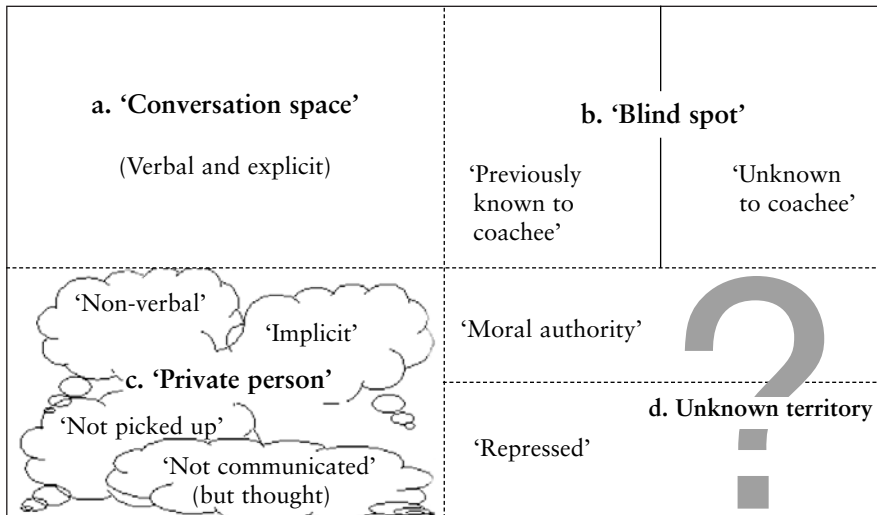 a. ‘Conversation space’
(Verbal and explicit)
b. ‘Blind spot’
‘Previously
known to
coachee’
‘Unknown
to coachee’
‘Non-verbal’
‘Implicit’
c. ‘Private person’
‘Not picked up’
‘Not communicated’
(but thought)
‘Moral authority’
d. Unknown territory
‘Repressed’
?